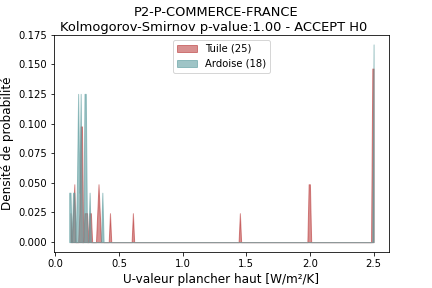 P2-P-COMMERCE-FRANCE
Kolmogorov-Smirnov p-value:1.00 - ACCEPT H0
Tuile (25)
Ardoise (18)
Densité de probabilité
0.175
0.150
0.125
0.100
0.075
0.050
0.025
0.000
0.0 0.5 1.0 1.5 2.0 2.5
U-valeur plancher haut [W/m²/K]